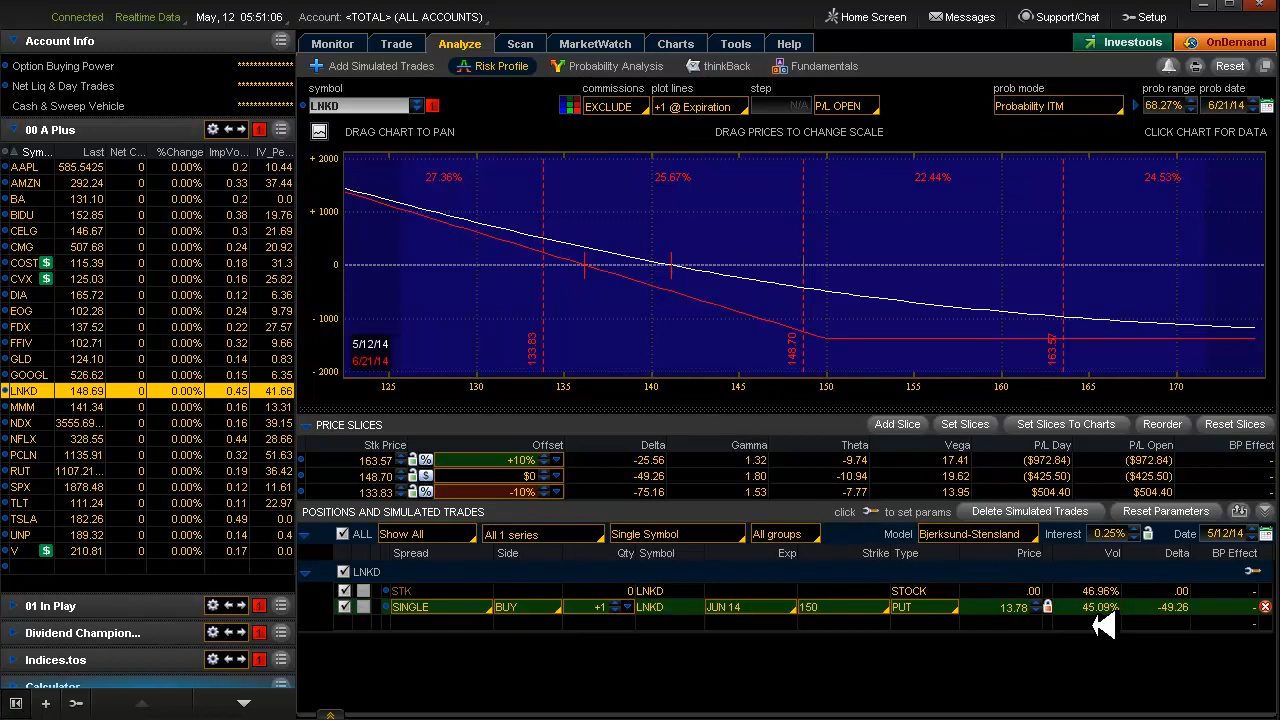 Connected Realtime Data May, 12 05:51:06 Account: <TOTAL> (ALL ACCOUNTS) Home Screen Messages Support/Chat Setup
Account Info
Option Buying Power **************
Net Liq & Day Trades **************
Cash & Sweep Vehicle **************
00 A Plus 1
Sym... Last Net C... %Change ImpVo... IV_Pe...
AAPL 585.5425 0 0.00% 0.2 10.44
AMZN 292.24 0 0.00% 0.33 37.44
BA 131.10 0 0.00% 0.2 0.0
BIDU 152.85 0 0.00% 0.38 19.76
CELG 146.67 0 0.00% 0.3 21.69
CMG 507.68 0 0.00% 0.24 20.92
COST $ 115.39 0 0.00% 0.18 31.3
CVX $ 125.03 0 0.00% 0.16 25.82
DIA 165.72 0 0.00% 0.12 6.36
EOG 102.28 0 0.00% 0.24 9.79
FDX 137.52 0 0.00% 0.22 27.57
FFIV 102.71 0 0.00% 0.32 9.66
GLD 124.10 0 0.00% 0.14 0.83
GOOGL 526.62 0 0.00% 0.15 6.35
LNKD 148.69 0 0.00% 0.45 41.66
MMM 141.34 0 0.00% 0.16 13.31
NDX 3555.69... 0 0.00% 0.16 39.15
NFLX 328.55 0 0.00% 0.44 28.66
PCLN 1135.91 0 0.00% 0.32 51.63
RUT 1107.21... 0 0.00% 0.19 36.42
SPX 1878.48 0 0.00% 0.12 11.61
TLT 111.24 0 0.00% 0.11 22.97
TSLA 182.26 0 0.00% 0.49 0.0
UNP 189.32 0 0.00% 0.14 0.4
V $ 210.81 0 0.00% 0.17 0.0
01 In Play 1
Dividend Champion... 1
Indices.tos 1
Calculator
Monitor Trade Analyze Scan MarketWatch Charts Tools Help Investools OnDemand
Add Simulated Trades Risk Profile Probability Analysis thinkBack Fundamentals Reset
symbol commissions plot lines step prob mode prob range prob date
LNKD 1 EXCLUDE +1 @ Expiration N/A P/L OPEN Probability ITM 68.27% 6/21/14
DRAG CHART TO PAN DRAG PRICES TO CHANGE SCALE CLICK CHART FOR DATA
+ 2000
27.36% 25.67% 22.44% 24.53%
+ 1000
0
- 1000
133.83 148.70 163.57
5/12/14
6/21/14
- 2000
125 130 135 140 145 150 155 160 165 170
PRICE SLICES Add Slice Set Slices Set Slices To Charts Reorder Reset Slices
Stk Price Offset Delta Gamma Theta Vega P/L Day P/L Open BP Effect
163.57 % +10% -25.56 1.32 -9.74 17.41 ($972.84) ($972.84) -
148.70 $ $0 -49.26 1.80 -10.94 19.62 ($425.50) ($425.50) -
133.83 % -10% -75.16 1.53 -7.77 13.95 $504.40 $504.40 -
POSITIONS AND SIMULATED TRADES click to set params Delete Simulated Trades Reset Parameters
ALL Show All All 1 series Single Symbol All groups Model Bjerksund-Stensland Interest 0.25% Date 5/12/14
Spread Side Qty Symbol Exp Strike Type Price Vol Delta BP Effect
LNKD
STK 0 LNKD STOCK .00 46.96% .00 -
SINGLE BUY +1 LNKD JUN 14 150 PUT 13.78 45.09% -49.26 -
-